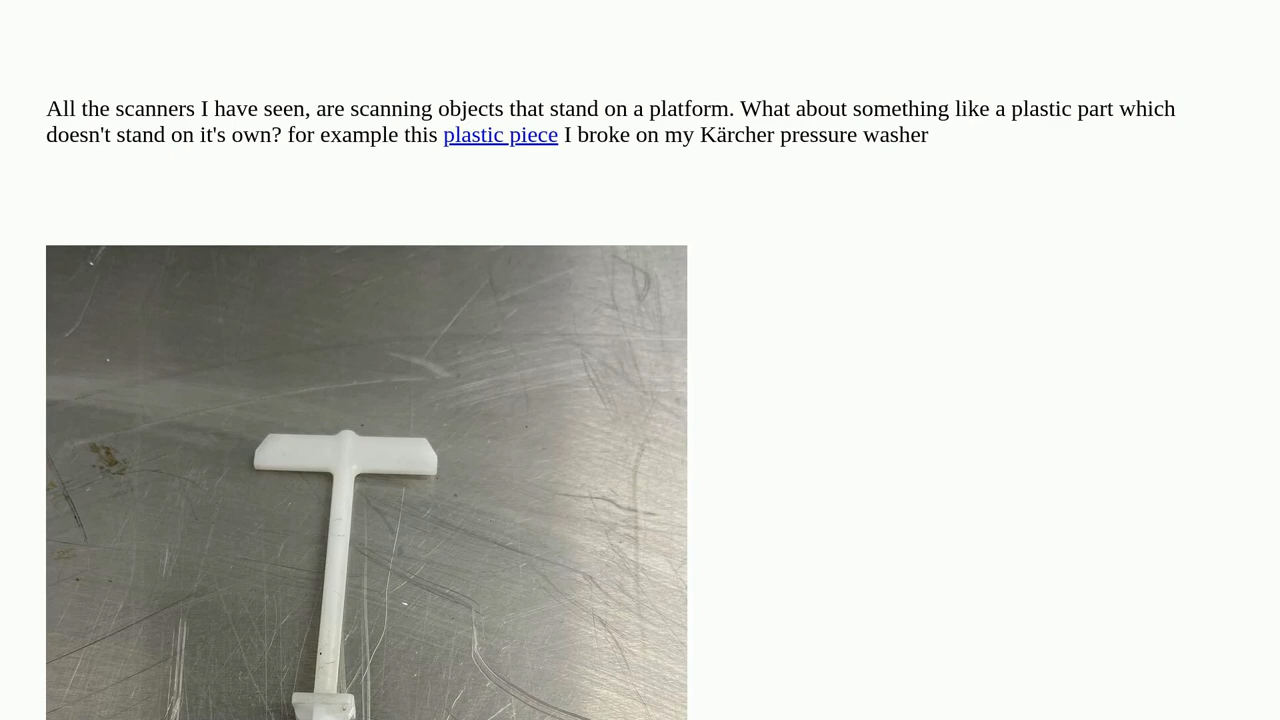 All the scanners I have seen, are scanning objects that stand on a platform. What about something like a plastic part which
doesn't stand on it's own? for example this plastic piece I broke on my Kärcher pressure washer